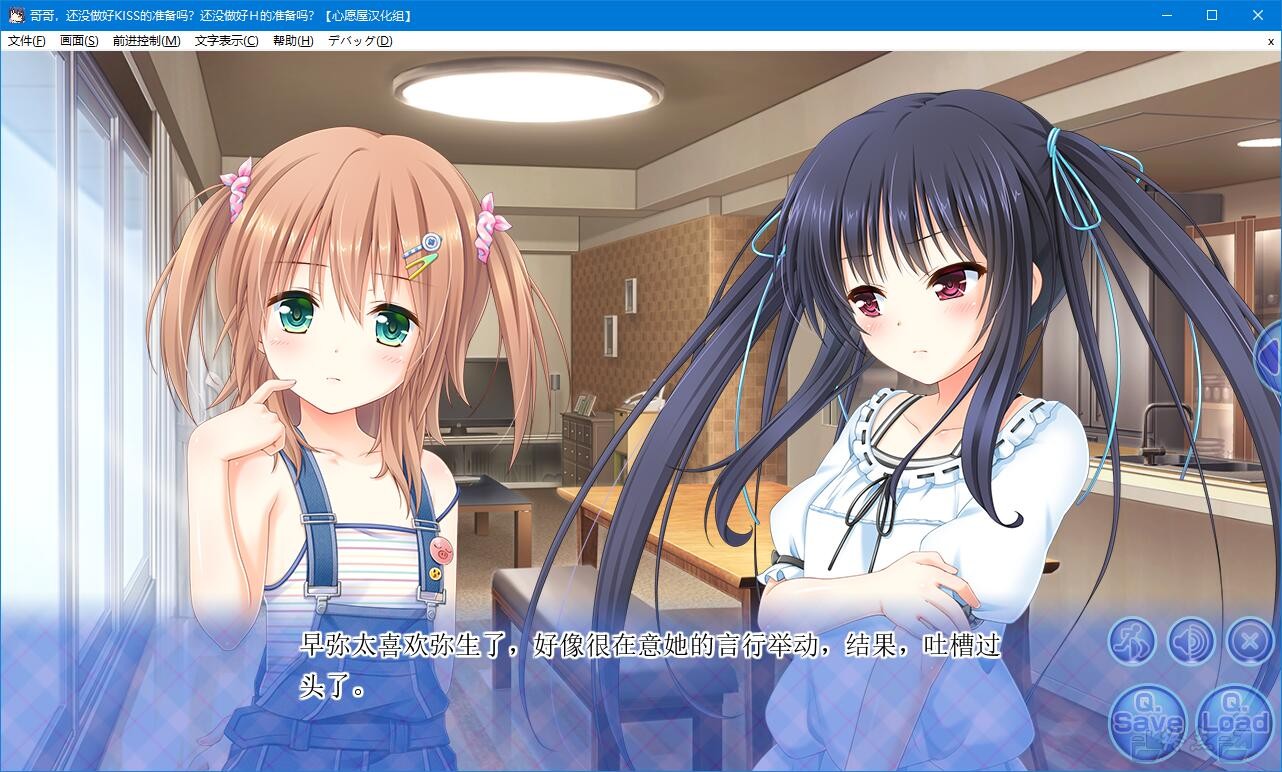 哥哥，还没做好KISS的准备吗？还没做好H的准备吗？【心愿屋汉化组】
文件(F) 画面(S) 前进控制(M) 文字表示(C) 帮助(H) デバッグ(D) x
早弥太喜欢弥生了，好像很在意她的言行举动，结果，吐槽过
头了。
Q. Save Q. Load